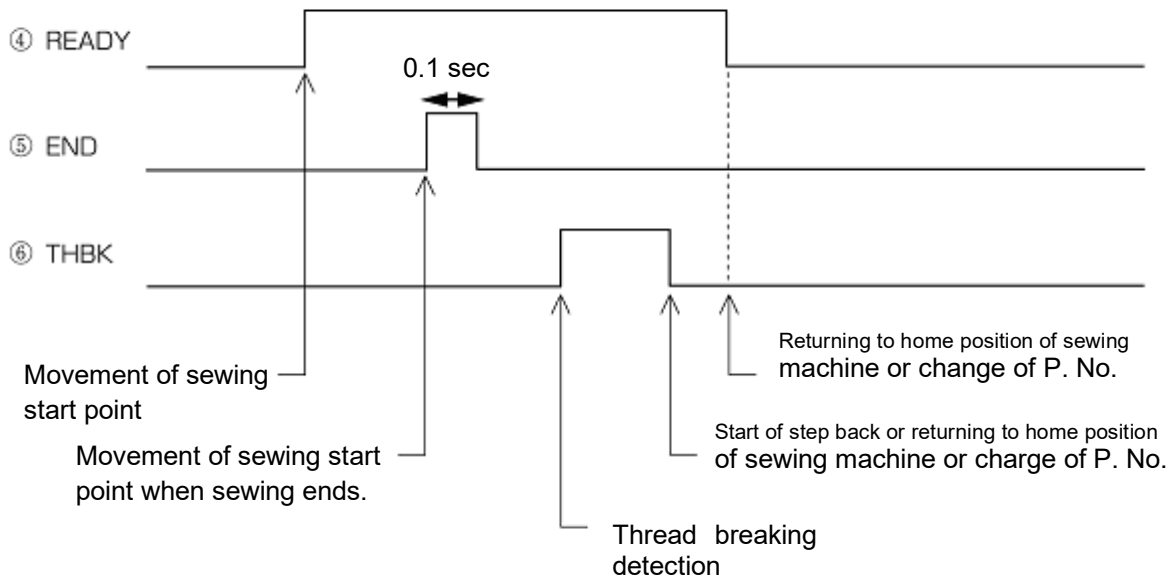 ④ READY
0.1 sec
⑤ END
⑥ THBK
Returning to home position of sewing
machine or change of P. No.
Movement of sewing
start point
Start of step back or returning to home position
of sewing machine or charge of P. No.
Movement of sewing start
point when sewing ends.
Thread breaking
detection